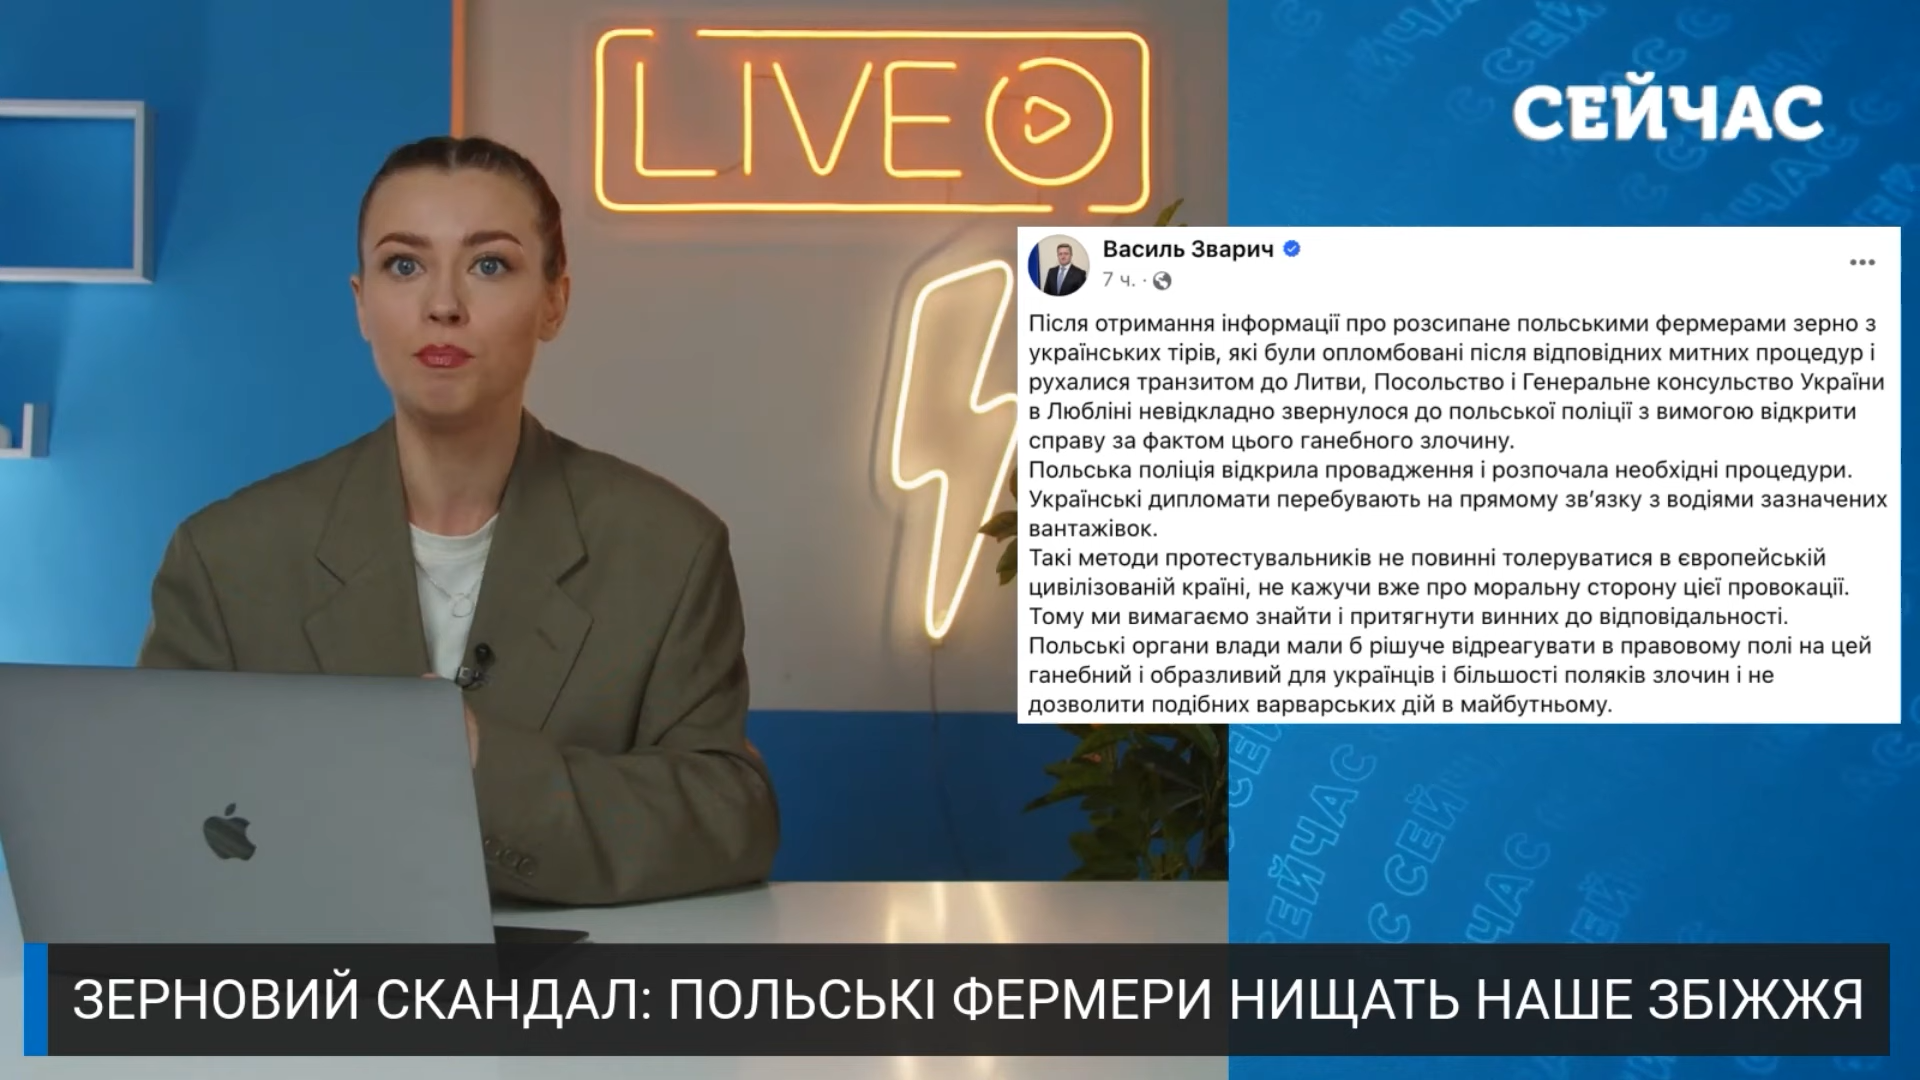 LIVE
СЕЙЧАС
Василь Зварич
7 ч. ·
Після отримання інформації про розсипане польськими фермерами зерно з
українських тірів, які були опломбовані після відповідних митних процедур і
рухалися транзитом до Литви, Посольство і Генеральне консульство України
в Любліні невідкладно звернулося до польської поліції з вимогою відкрити
справу за фактом цього ганебного злочину.
Польська поліція відкрила провадження і розпочала необхідні процедури.
Українські дипломати перебувають на прямому зв’язку з водіями зазначених
вантажівок.
Такі методи протестувальників не повинні толеруватися в європейській
цивілізованій країні, не кажучи вже про моральну сторону цієї провокації.
Тому ми вимагаємо знайти і притягнути винних до відповідальності.
Польські органи влади мали б рішуче відреагувати в правовому полі на цей
ганебний і образливий для українців і більшості поляків злочин і не
дозволити подібних варварських дій в майбутньому.
ЗЕРНОВИЙ СКАНДАЛ: ПОЛЬСЬКІ ФЕРМЕРИ НИЩАТЬ НАШЕ ЗБІЖЖЯ